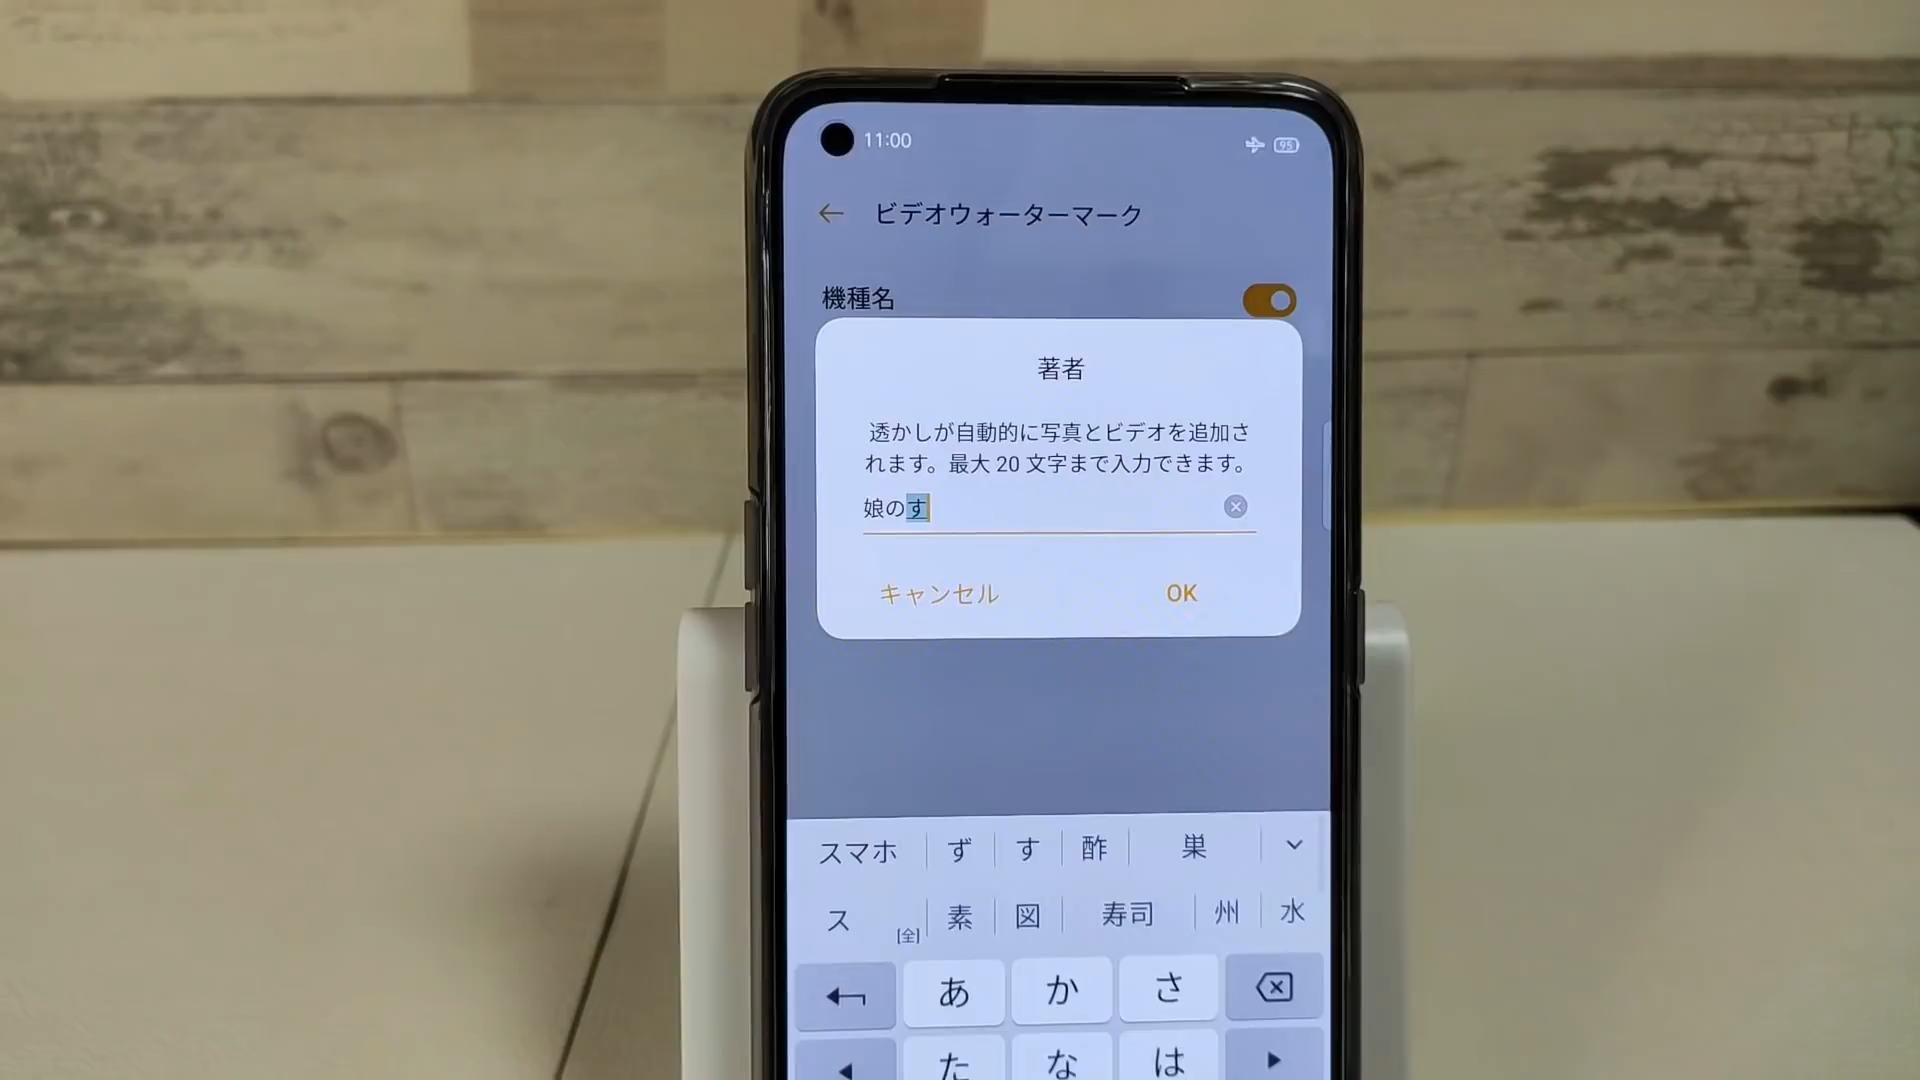 11:00
95
ビデオウォーターマーク
機種名
著者
透かしが自動的に写真とビデオを追加さ
れます。最大 20 文字まで入力できます。
娘のす
キャンセル OK
スマホ ず す 酢 巣
ス [全] 素 図 寿司 州 水
あ か さ
た な は